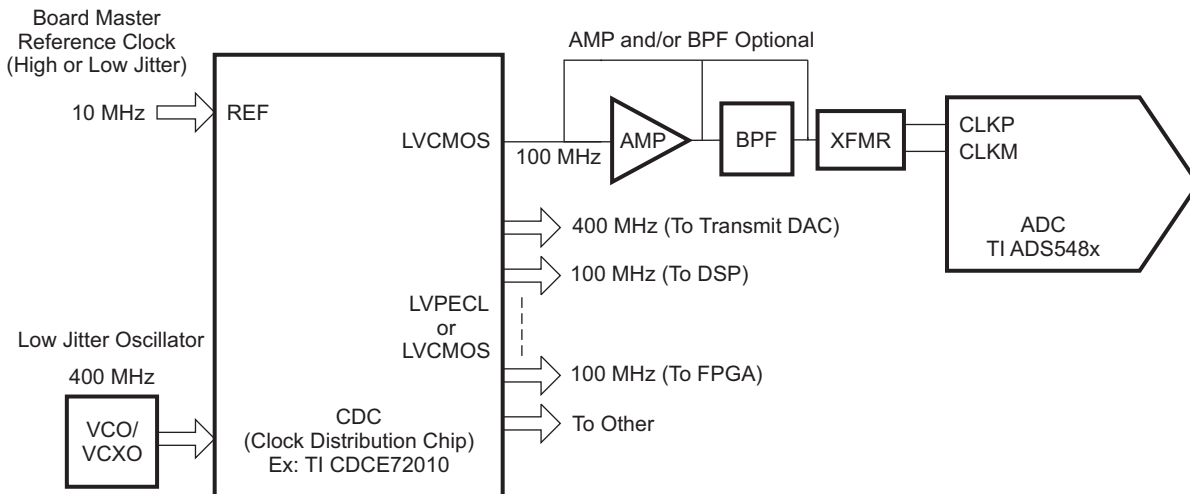 Board Master
Reference Clock
(High or Low Jitter)
10 MHz
REF
LVCMOS
100 MHz
AMP and/or BPF Optional
AMP
BPF
XFMR
CLKP
CLKM
ADC
TI ADS548x
400 MHz (To Transmit DAC)
100 MHz (To DSP)
LVPECL
or
LVCMOS
100 MHz (To FPGA)
To Other
Low Jitter Oscillator
400 MHz
VCO/
VCXO
CDC
(Clock Distribution Chip)
Ex: TI CDCE72010